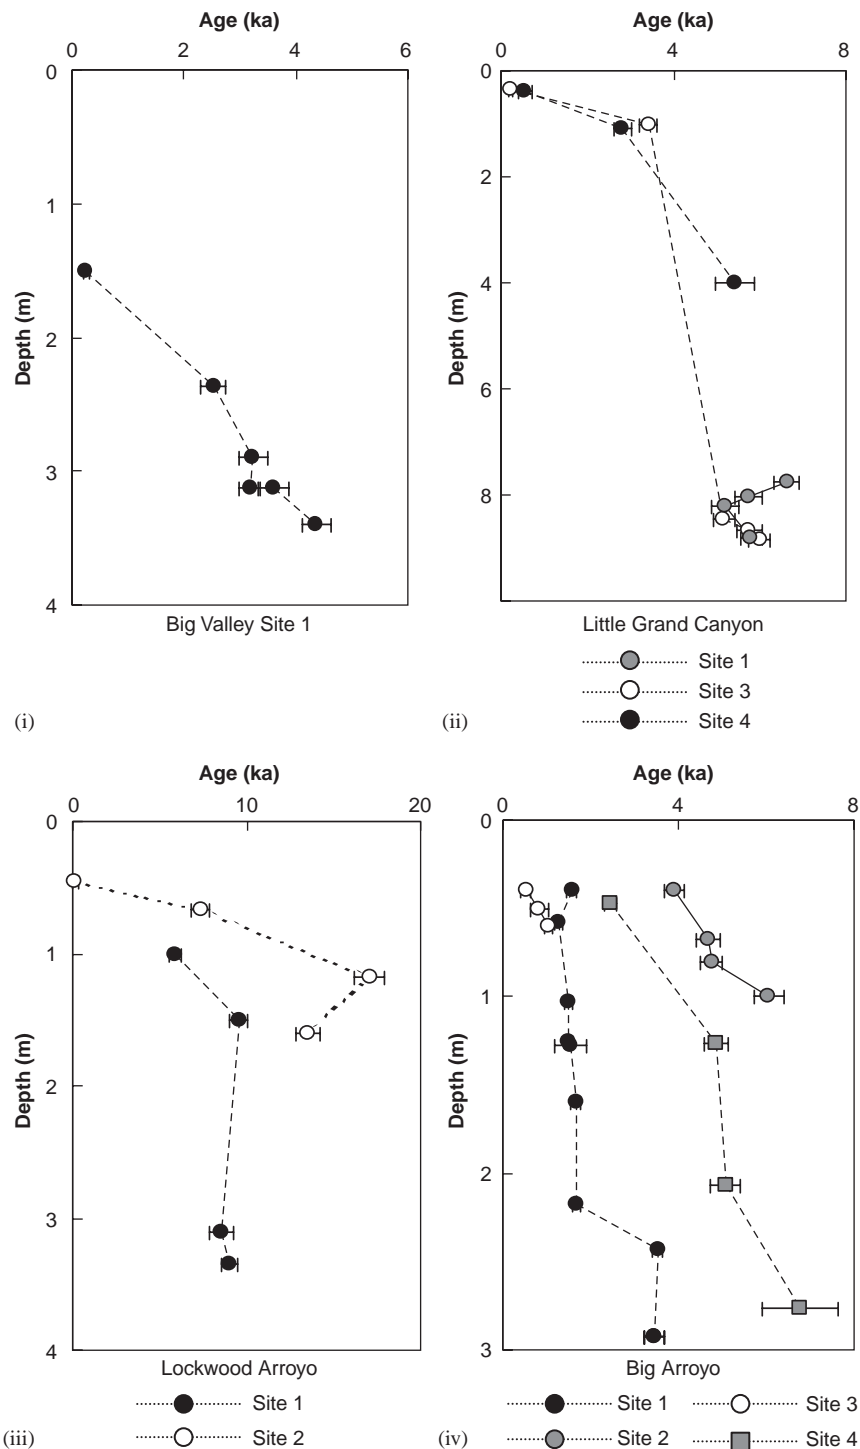 Age (ka) Age (ka)
0 2 4 6 0 4 8
0 0
1
2
2
4
Depth (m) Depth (m)
6
3
8
4
Big Valley Site 1 Little Grand Canyon
Site 1
Site 3
(i) (ii) Site 4
Age (ka) Age (ka)
0 10 20 0 4 8
0 0
1
1
2
Depth (m) Depth (m)
2
3
4 3
Lockwood Arroyo Big Arroyo
Site 1 Site 1 Site 3
(iii) Site 2 (iv) Site 2 Site 4